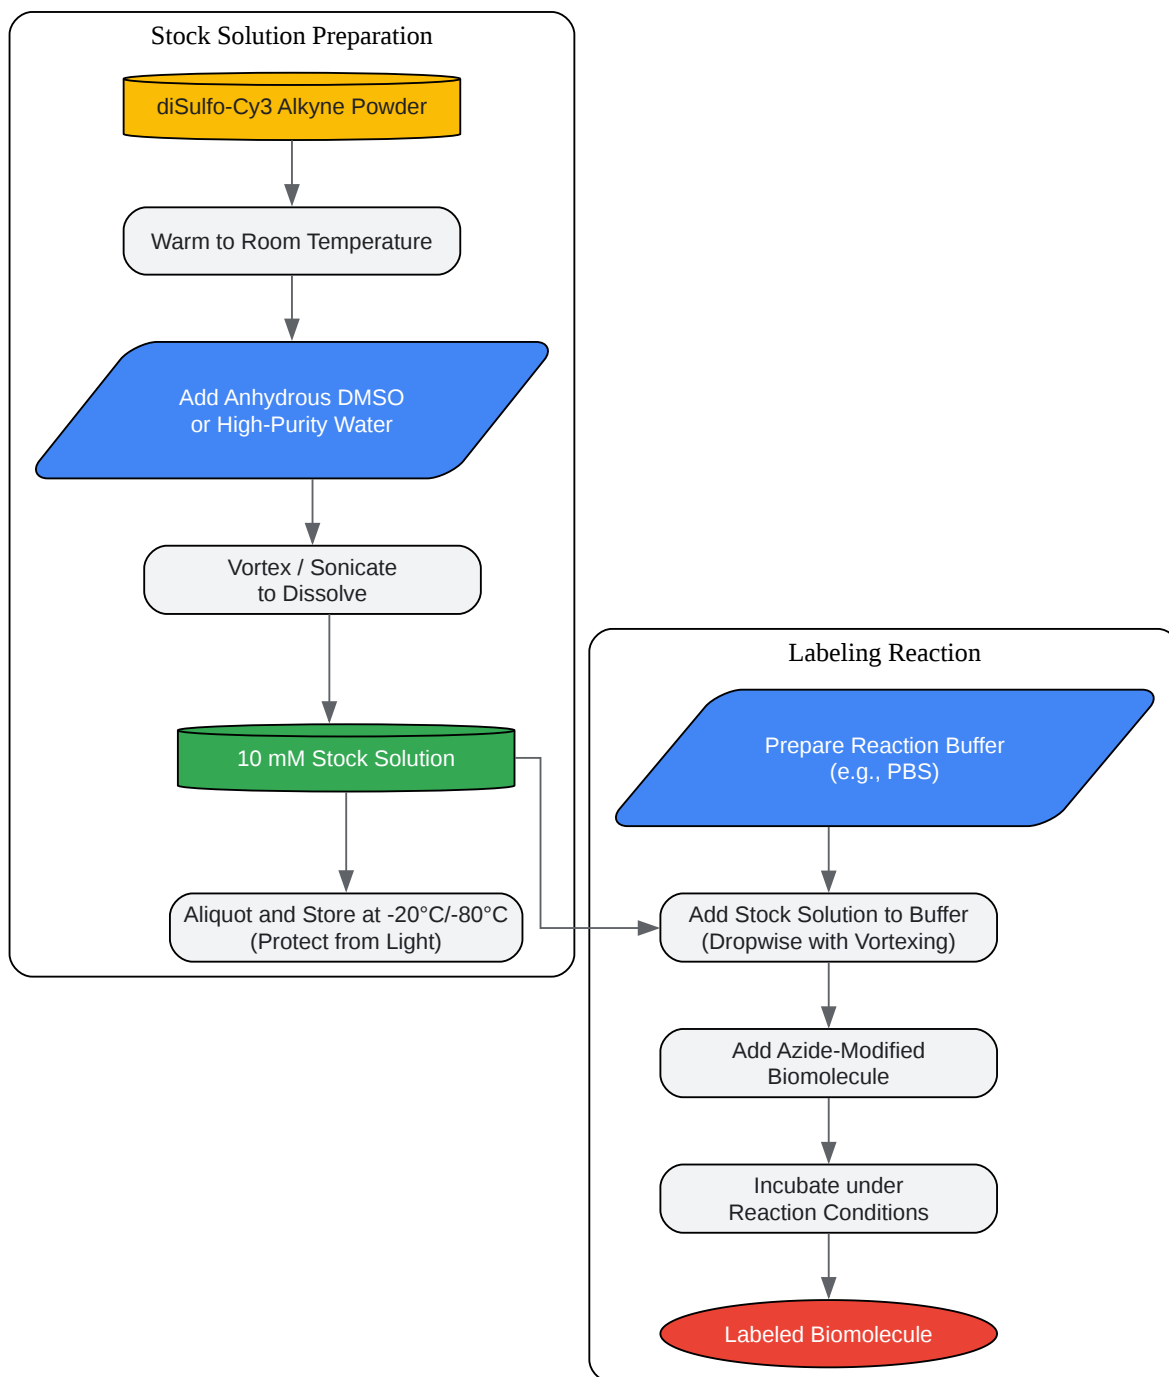 Stock Solution Preparation
diSulfo-Cy3 Alkyne Powder
Warm to Room Temperature
Add Anhydrous DMSO
or High-Purity Water
Vortex / Sonicate
to Dissolve
10 mM Stock Solution
Aliquot and Store at -20°C/-80°C
(Protect from Light)
Labeling Reaction
Prepare Reaction Buffer
(e.g., PBS)
Add Stock Solution to Buffer
(Dropwise with Vortexing)
Add Azide-Modified
Biomolecule
Incubate under
Reaction Conditions
Labeled Biomolecule